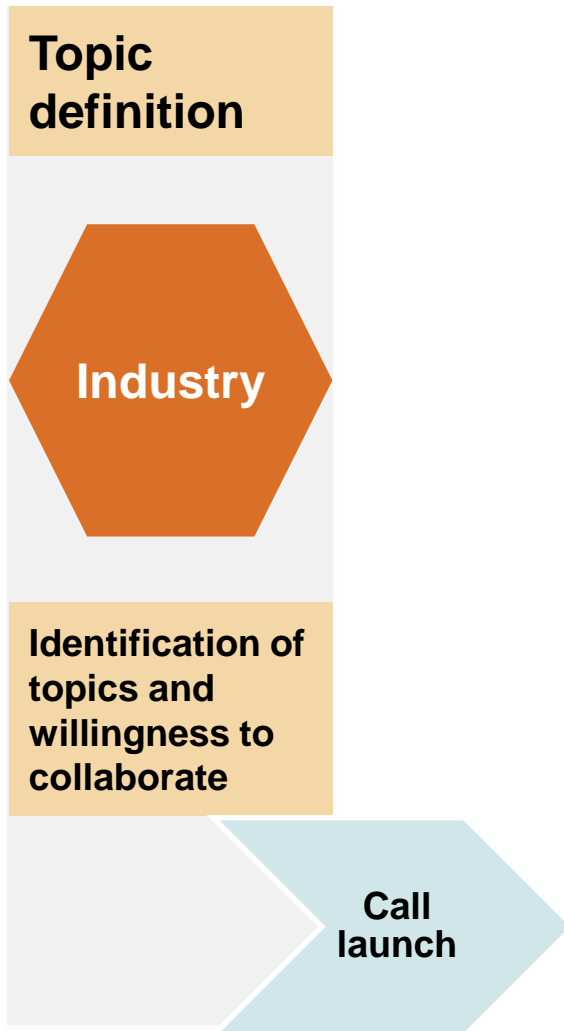 Topic
definition
Industry
Identification of
topics and
willingness to
collaborate
Call
launch